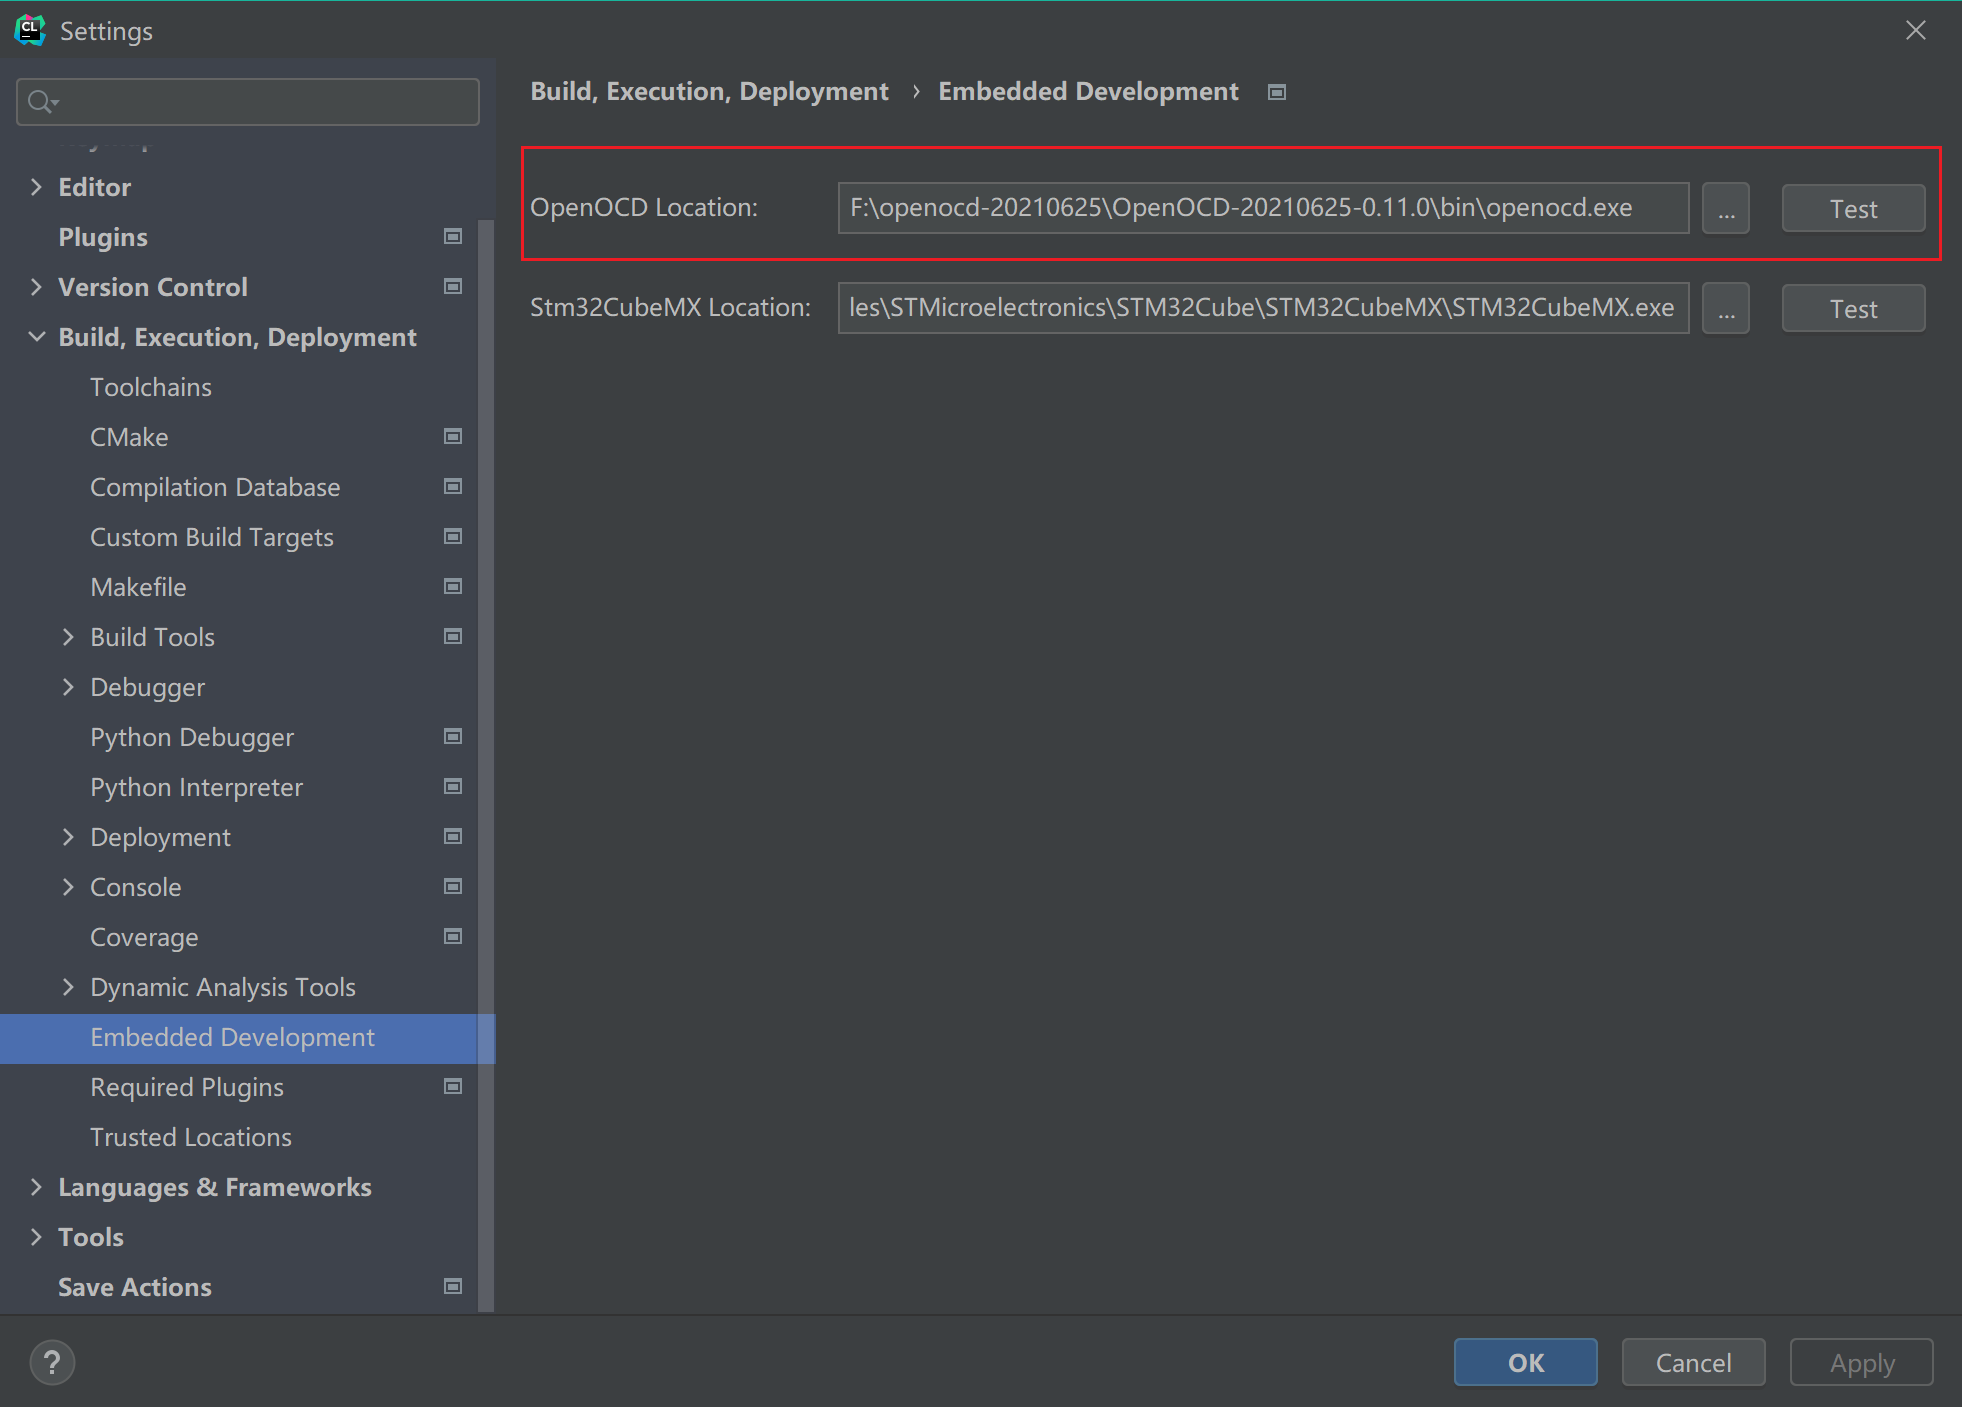 CL
Settings
Editor
Plugins
Version Control
Build, Execution, Deployment
Toolchains
CMake
Compilation Database
Custom Build Targets
Makefile
Build Tools
Debugger
Python Debugger
Python Interpreter
Deployment
Console
Coverage
Dynamic Analysis Tools
Embedded Development
Required Plugins
Trusted Locations
Languages & Frameworks
Tools
Save Actions
Build, Execution, Deployment › Embedded Development
OpenOCD Location: F:\openocd-20210625\OpenOCD-20210625-0.11.0\bin\openocd.exe ... Test
Stm32CubeMX Location: les\STMicroelectronics\STM32Cube\STM32CubeMX\STM32CubeMX.exe ... Test
? OK Cancel Apply